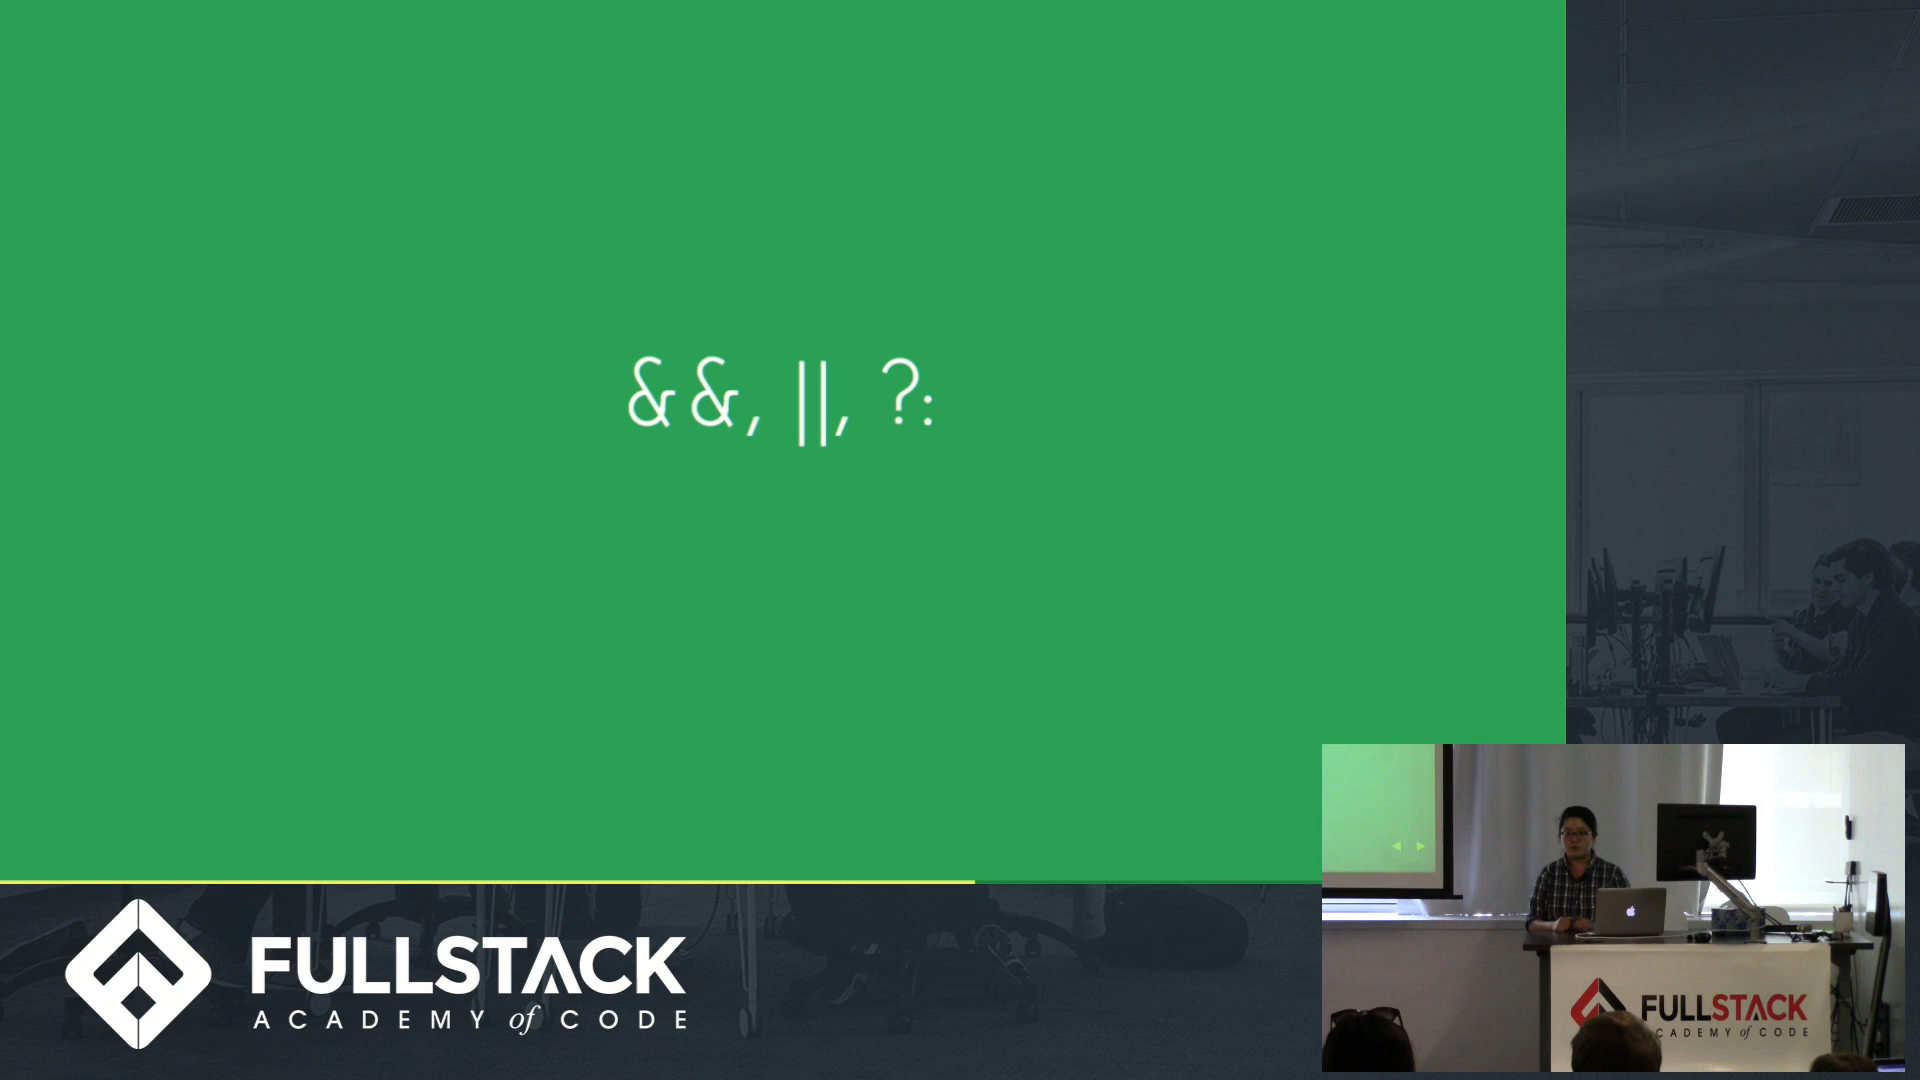 &&, ||, ?:
FULLSTACK
ACADEMY of CODE
FULLSTACK
ACADEMY of CODE